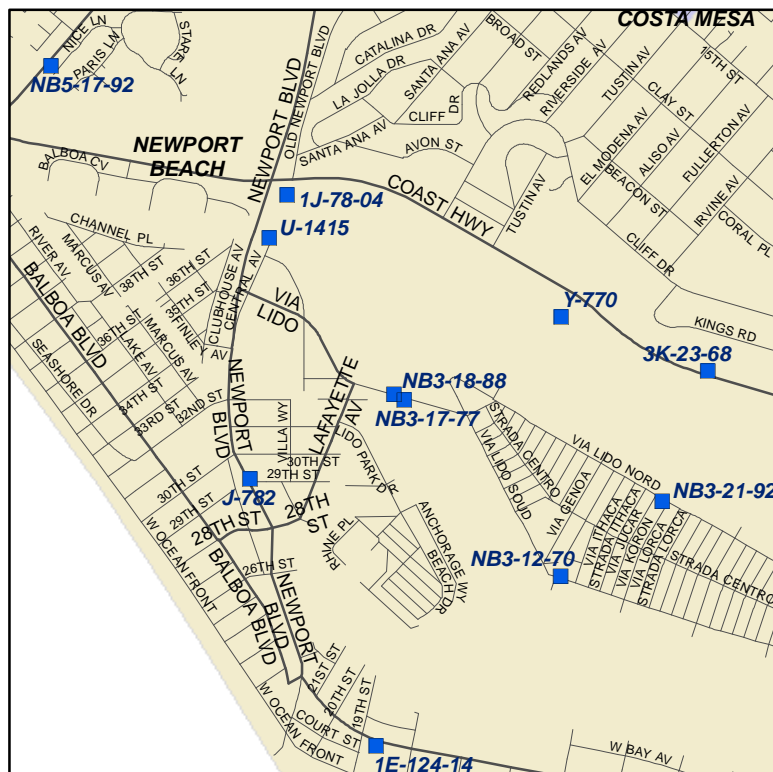 COSTA MESA
NICE LN
PARIS LN
STARE LN
NB5-17-92
NEWPORT BLVD
OLD NEWPORT BLVD
CATALINA DR
LA JOLLA DR
SANTA ANA AV
BROAD ST
REDLANDS AV
RIVERSIDE AV
TUSTIN AV
15TH ST
CLAY ST
CLIFF DR
SANTA ANA AV
AVON ST
EL MODENA AV
ALISO AV
FULLERTON AV
BEACON ST
IRVINE AV
CORAL PL
NEWPORT
BEACH
BALBOA CV
COAST HWY
TUSTIN AV
CLIFF DR
1J-78-04
U-1415
CHANNEL PL
RIVER AV
MARCUS AV
38TH ST
36TH ST
35TH ST
FINLEY AV
CLUBHOUSE AV
CENTRAL AV
VIA
LIDO
Y-770
KINGS RD
3K-23-68
BALBOA BLVD
SEASHORE DR
36TH ST
LAKE AV
MARCUS AV
34TH ST
33RD ST
32ND ST
NEWPORT
BLVD
LAFAYETTE
AV
NB3-18-88
NB3-17-77
VILLA WY
LIDO PARK DR
30TH ST
29TH ST
VIA LIDO SOUD
STRADA CENTRO
VIA LIDO NORD
VIA GENOA
VIA ITHACA
STRADA ITHACA
VIA JUCAR
VIA KORON
VIA LORCA
STRADA LORCA
NB3-21-92
STRADA CENTRO
NB3-12-70
J-782
30TH ST
29TH ST
28TH ST
28TH
ST
W OCEAN FRONT
RHINE PL
ANCHORAGE WY
BEACH DR
26TH ST
BALBOA BLVD
NEWPORT
BLVD
21ST ST
20TH ST
19TH ST
COURT ST
W OCEAN FRONT
1E-124-14
W BAY AV